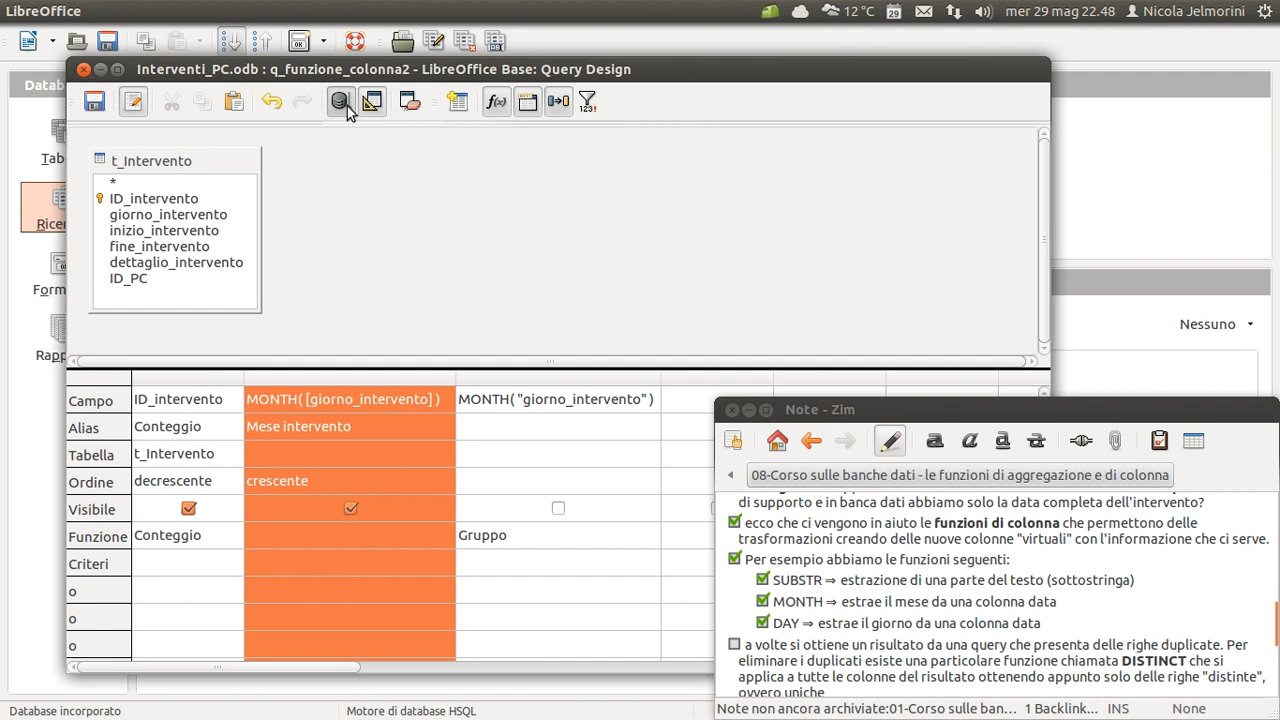 LibreOffice
12 °C
29
mer 29 mag 22.48
Nicola Jelmorini
Interventi_PC.odb : q_funzione_colonna2 - LibreOffice Base: Query Design
Datab
f(x)
123!
t_Intervento
*
ID_intervento
giorno_intervento
inizio_intervento
fine_intervento
dettaglio_intervento
ID_PC
Tab
Ricer
Form
Rapp
Nessuno
Campo ID_intervento MONTH( [giorno_intervento] ) MONTH( "giorno_intervento" )
Alias Conteggio Mese intervento
Tabella t_Intervento
Ordine decrescente crescente
Visibile
Funzione Conteggio Gruppo
Criteri
o
o
o
Note - Zim
08-Corso sulle banche dati - le funzioni di aggregazione e di colonna
di supporto e in banca dati abbiamo solo la data completa dell'intervento?
ecco che ci vengono in aiuto le funzioni di colonna che permettono delle
trasformazioni creando delle nuove colonne "virtuali" con l'informazione che ci serve.
Per esempio abbiamo le funzioni seguenti:
SUBSTR ⇒ estrazione di una parte del testo (sottostringa)
MONTH ⇒ estrae il mese da una colonna data
DAY ⇒ estrae il giorno da una colonna data
a volte si ottiene un risultato da una query che presenta delle righe duplicate. Per
eliminare i duplicati esiste una particolare funzione chiamata DISTINCT che si
applica a tutte le colonne del risultato ottenendo appunto solo delle righe "distinte",
ovvero uniche
Note non ancora archiviate:01-Corso sulle ban... 1 Backlink... INS None
Database incorporato
Motore di database HSQL